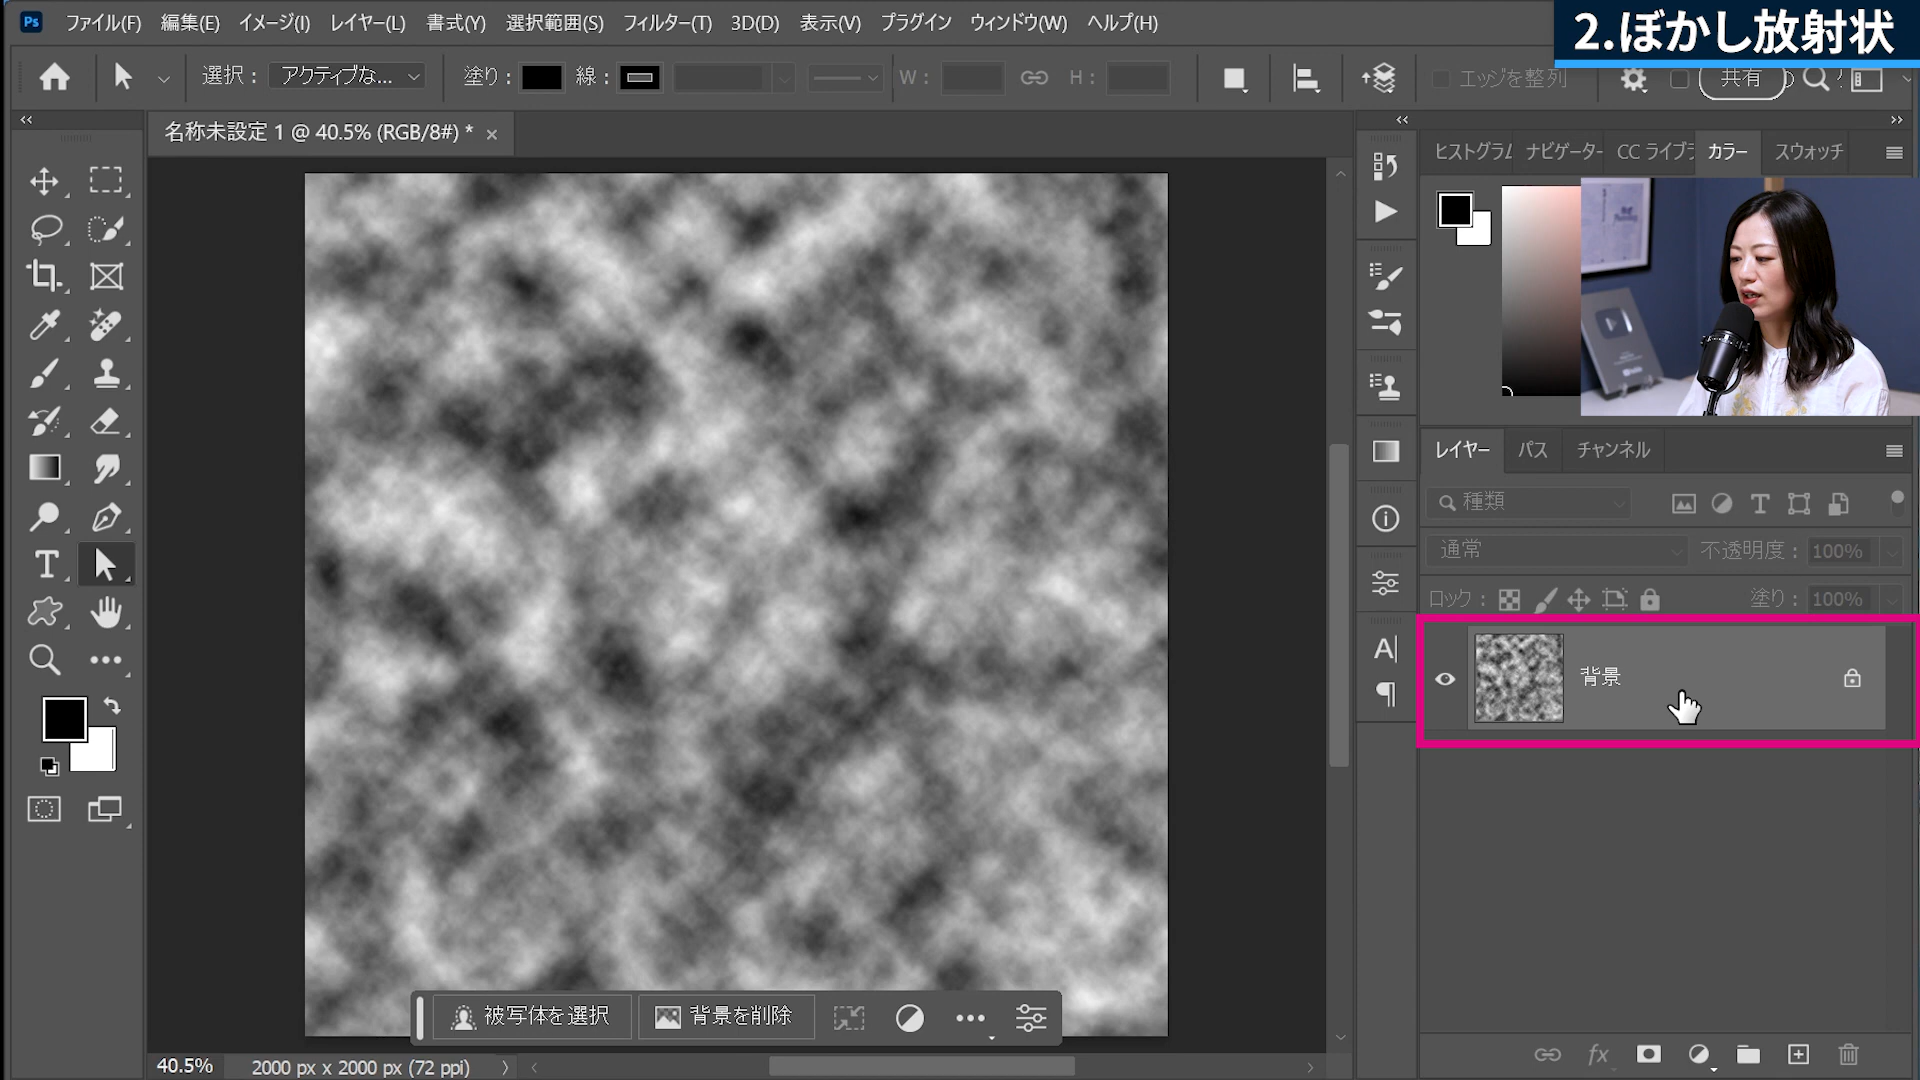 Ps ファイル(F) 編集(E) イメージ(I) レイヤー(L) 書式(Y) 選択範囲(S) フィルター(T) 3D(D) 表示(V) プラグイン ウィンドウ(W) ヘルプ(H)
2.ぼかし放射状
選択： アクティブな... 塗り： 線： W： H： エッジを整列 共有
名称未設定 1 @ 40.5% (RGB/8#) * ×
ヒストグラム ナビゲーター CC ライブラ カラー スウォッチ
レイヤー パス チャンネル
種類
通常 不透明度： 100%
ロック： 塗り： 100%
背景
被写体を選択 背景を削除
40.5% 2000 px x 2000 px (72 ppi)